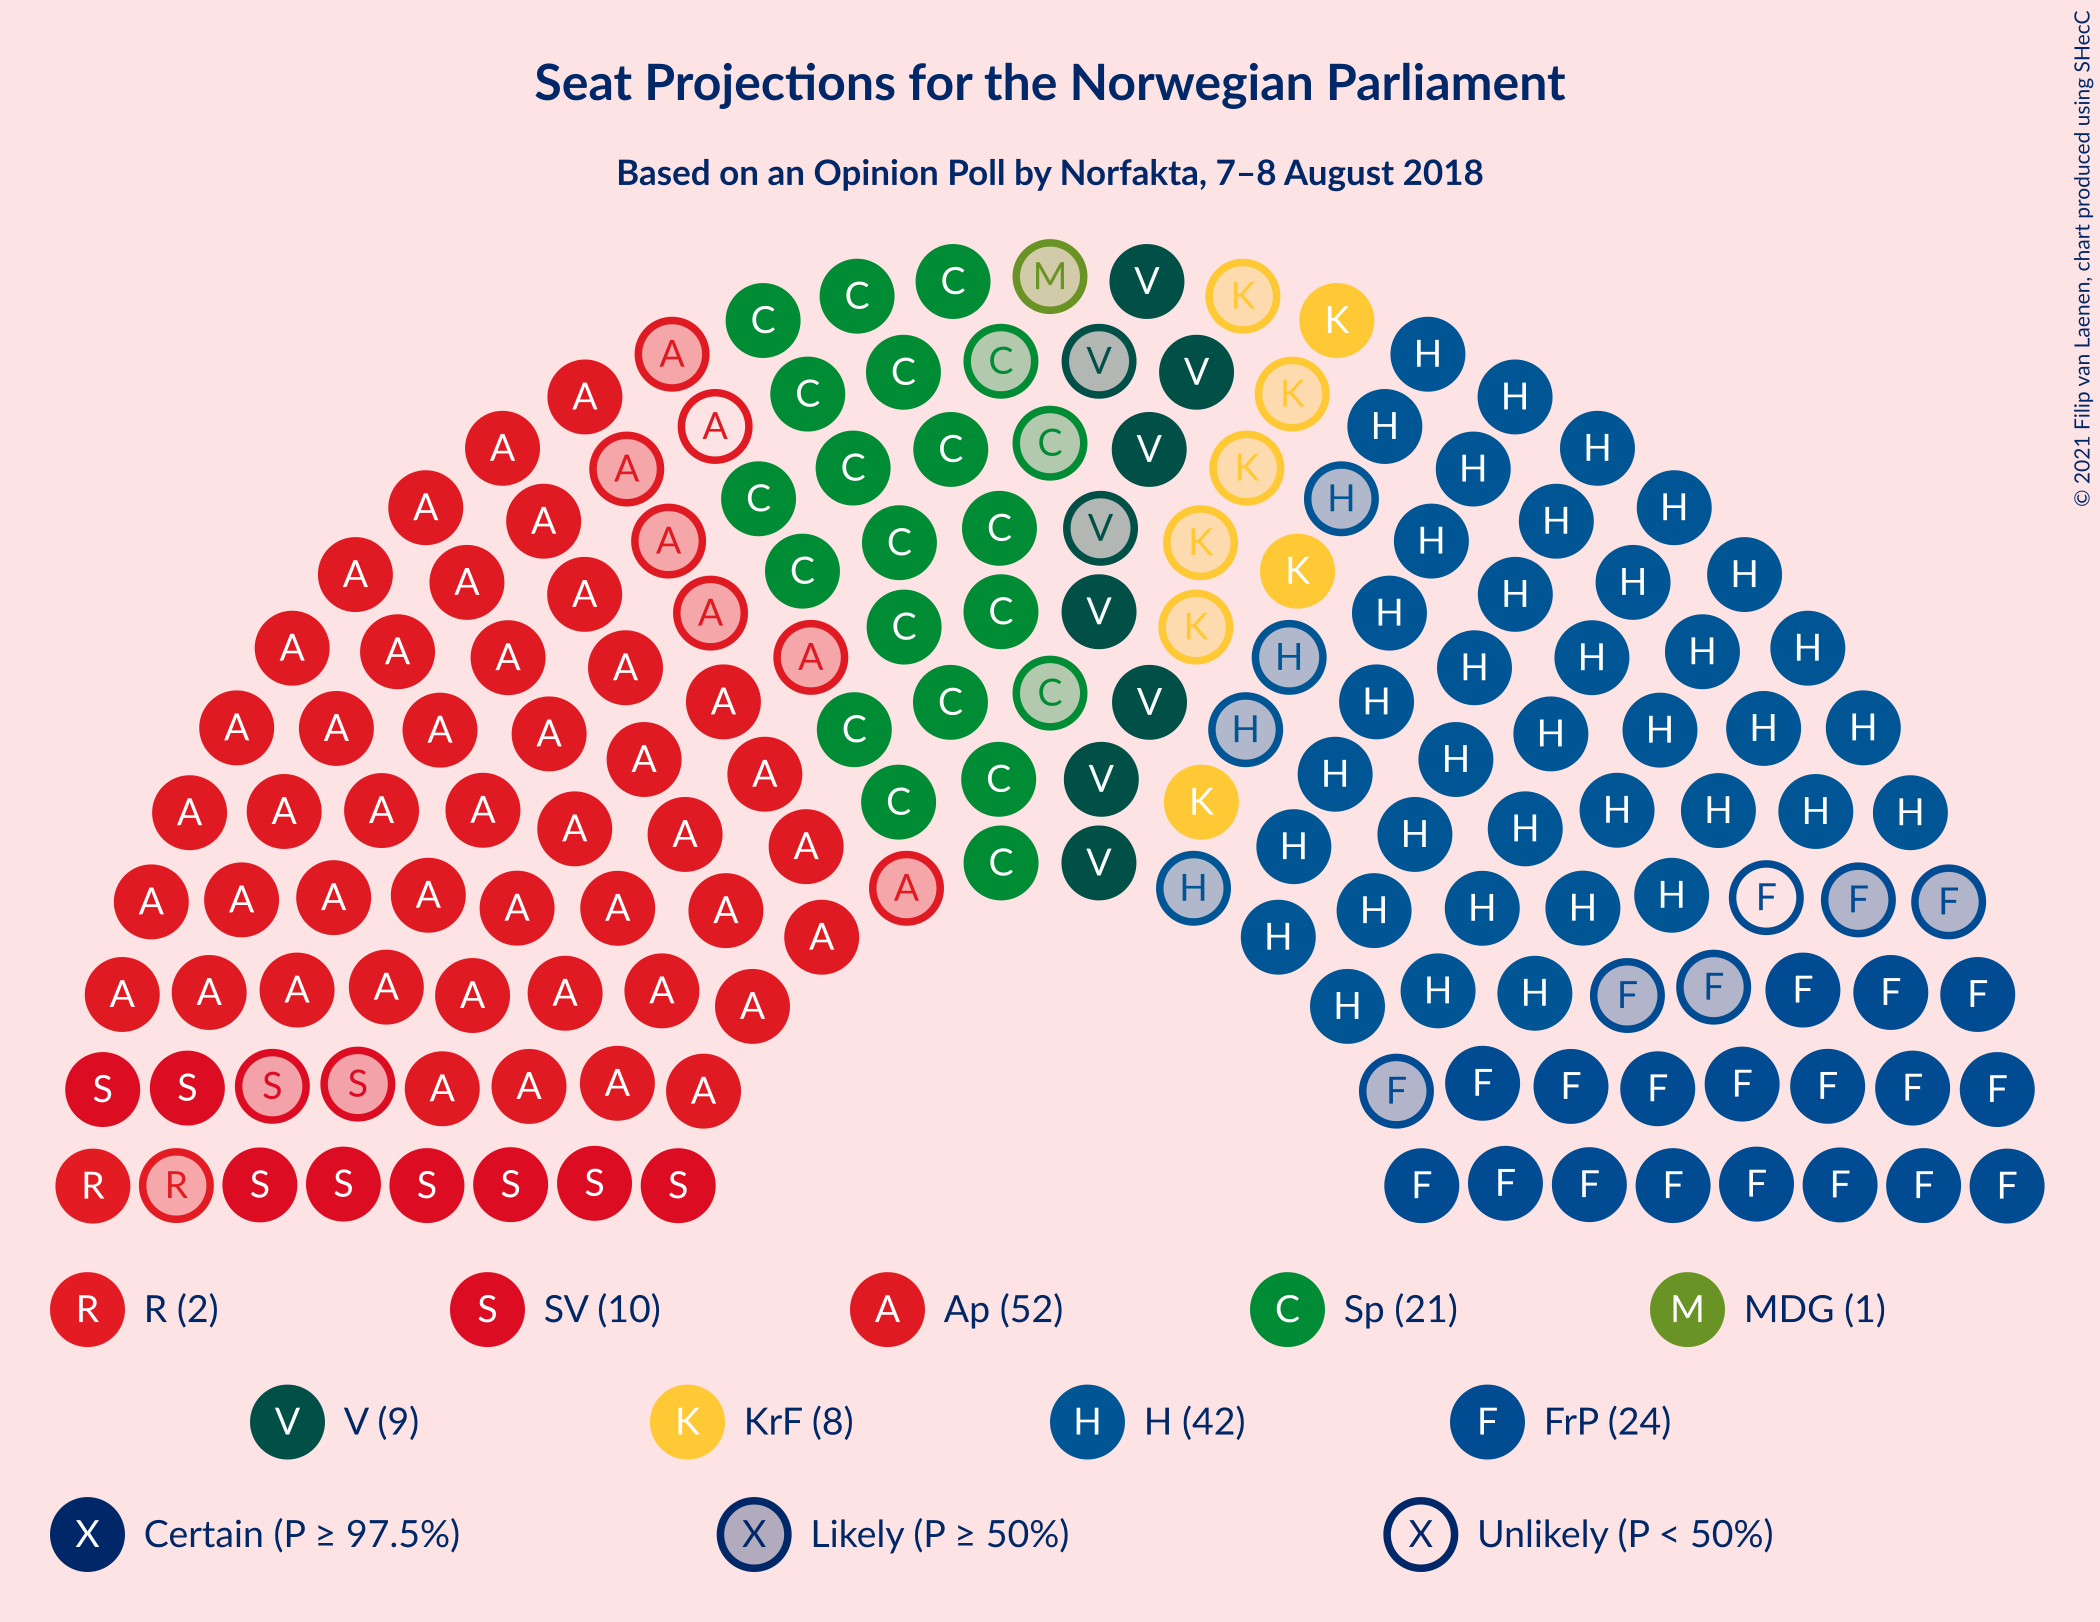 Seat Projections for the Norwegian Parliament
Based on an Opinion Poll by Norfakta, 7–8 August 2018
© 2021 Filip van Laenen, chart produced using SHecC
C C C M V K K
A C C C V V K H H
A A C C C V K H H H
A A C C C V K H H H H
A A A C C V K K H H H H
A A A A C C V K H H H H H
A A A A A C C C V H H H H H H H
A A A A A A C C V K H H H H H H H
A A A A A A A A C V H H H H H H F F F
A A A A A A A A H H H F F F F F
S S S S A A A A F F F F F F F F
R R S S S S S S F F F F F F F F
R R (2) S SV (10) A Ap (52) C Sp (21) M MDG (1)
V V (9) K KrF (8) H H (42) F FrP (24)
X Certain (P ≥ 97.5%) X Likely (P ≥ 50%) X Unlikely (P < 50%)